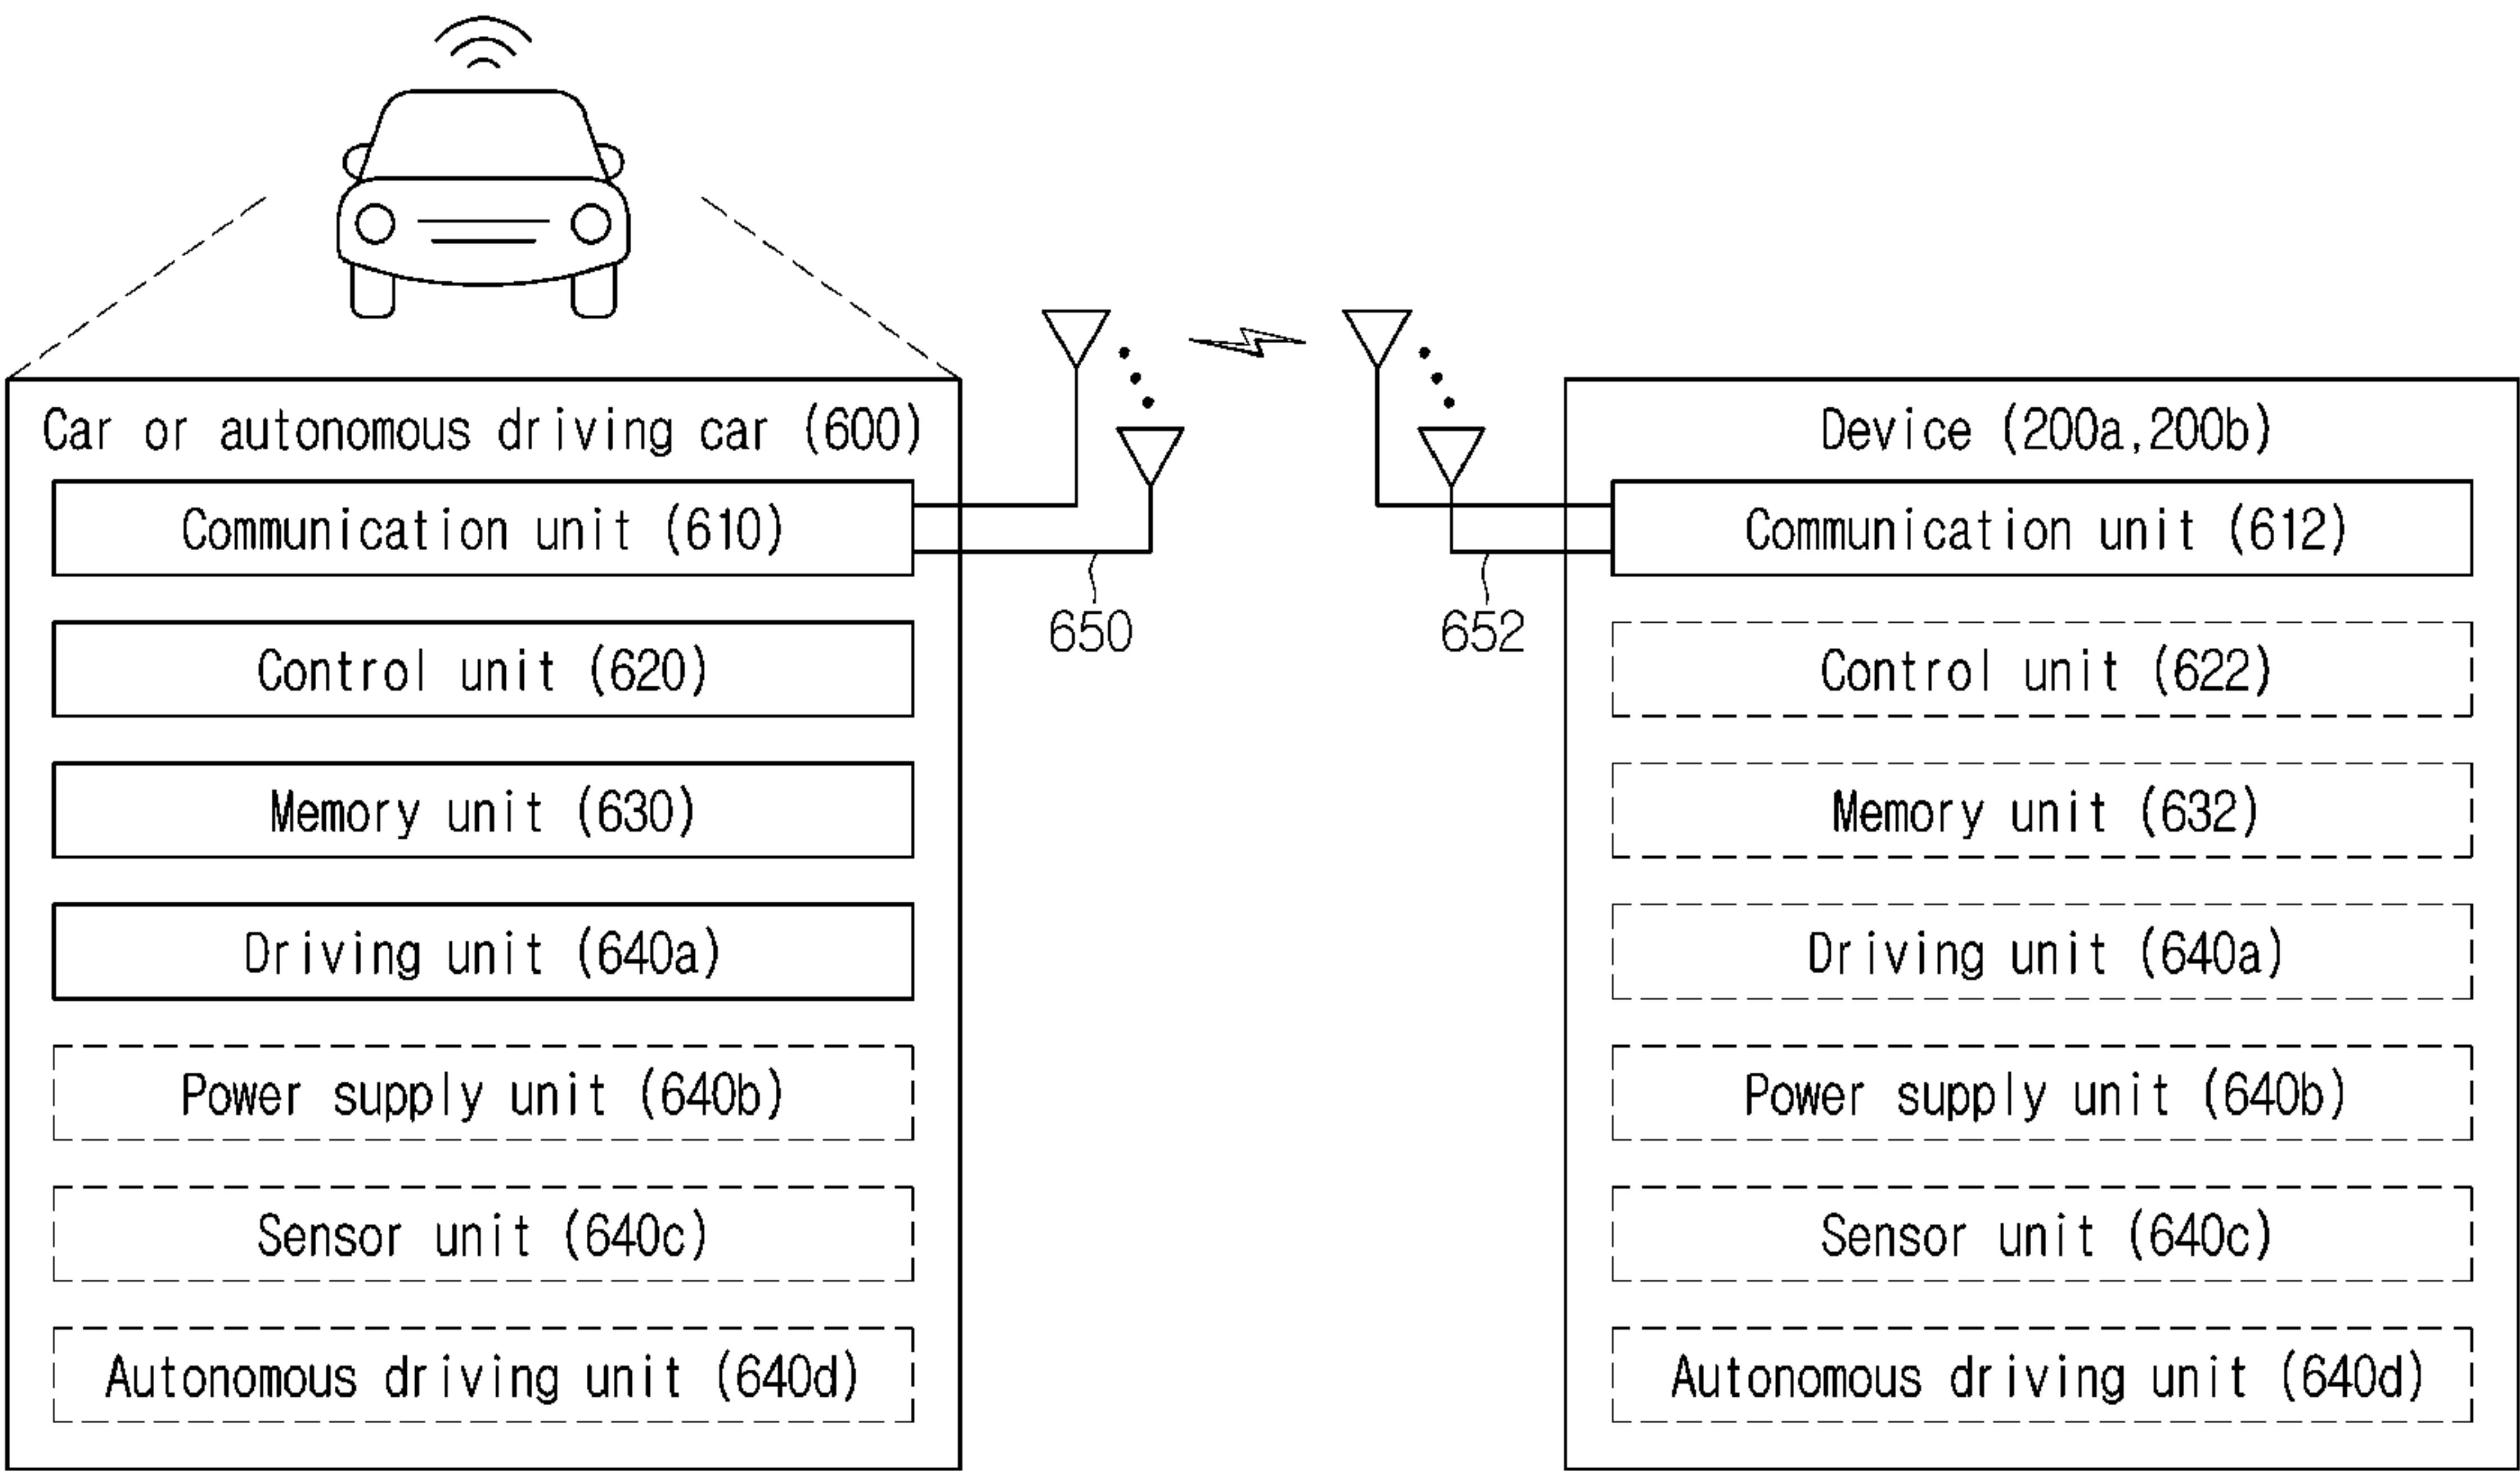 Car or autonomous driving car (600)
Communication unit (610)
Control unit (620)
Memory unit (630)
Driving unit (640a)
Power supply unit (640b)
Sensor unit (640c)
Autonomous driving unit (640d)
650
652
Device (200a,200b)
Communication unit (612)
Control unit (622)
Memory unit (632)
Driving unit (640a)
Power supply unit (640b)
Sensor unit (640c)
Autonomous driving unit (640d)